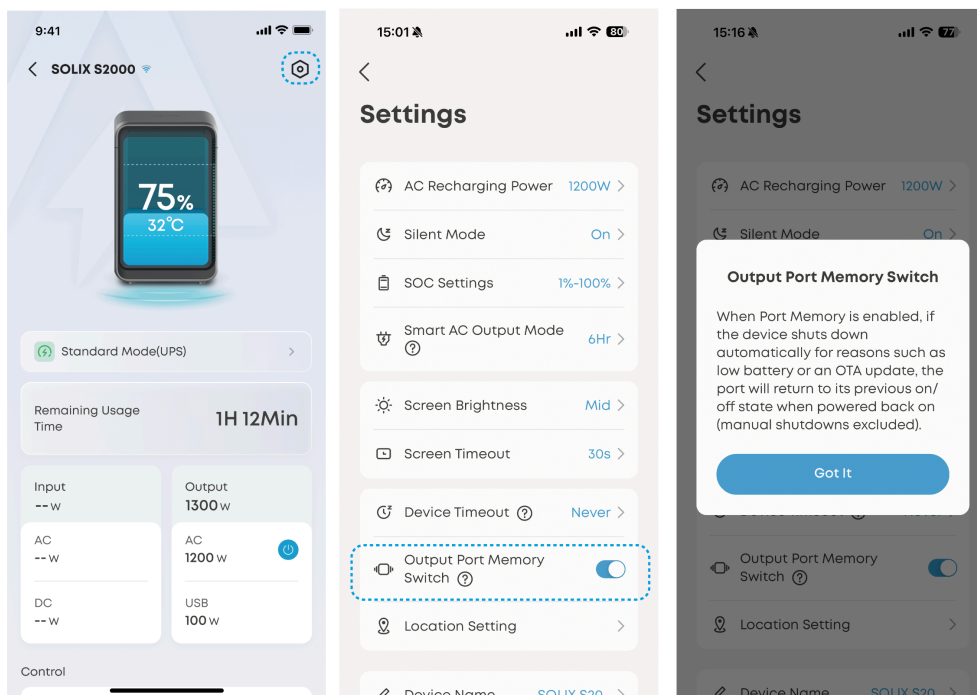 9:41
SOLIX S2000
75%
32°C
Standard Mode(UPS)
Remaining Usage
Time
1H 12Min
Input
-- W
Output
1300 W
AC
-- W
AC
1200 W
DC
-- W
USB
100 W
Control
15:01
80
Settings
AC Recharging Power 1200W
Silent Mode On
SOC Settings 1%-100%
Smart AC Output Mode
? 6Hr
Screen Brightness Mid
Screen Timeout 30s
Device Timeout ? Never
Output Port Memory
Switch ?
Location Setting
Device Name SOLIX S20
15:16
77
Settings
AC Recharging Power 1200W
Silent Mode On
Output Port Memory Switch
When Port Memory is enabled, if
the device shuts down
automatically for reasons such as
low battery or an OTA update, the
port will return to its previous on/
off state when powered back on
(manual shutdowns excluded).
Got It
Device Timeout ? Never
Output Port Memory
Switch ?
Location Setting
Device Name SOLIX S20